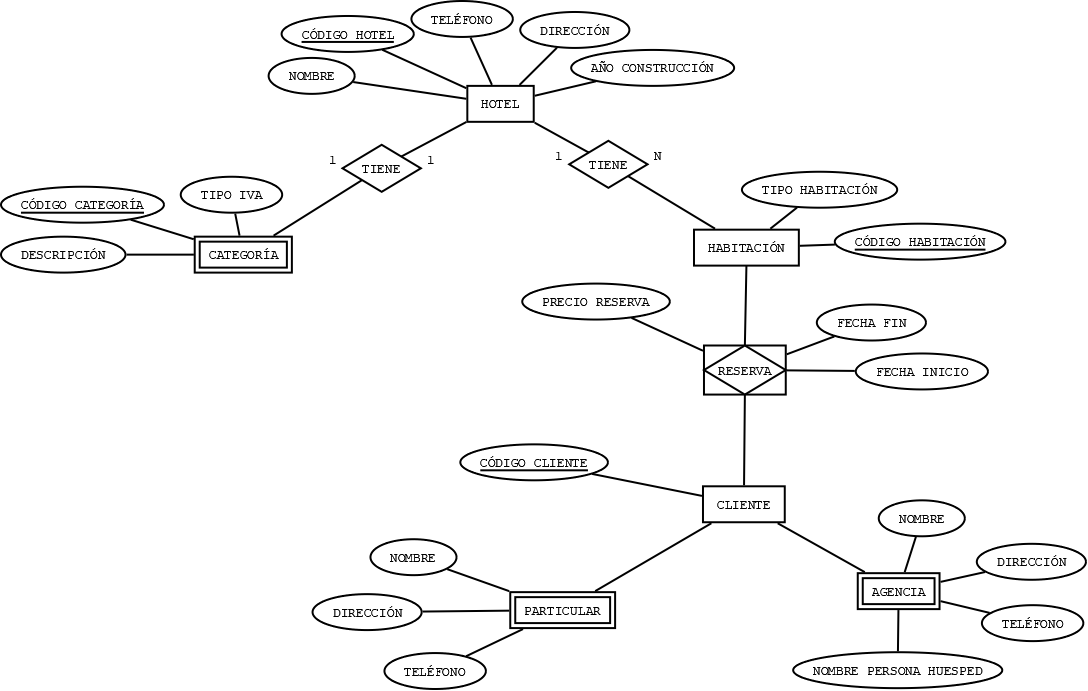 TELÉFONO
CÓDIGO HOTEL
DIRECCIÓN
NOMBRE
AÑO CONSTRUCCIÓN
HOTEL
1
TIENE
1
1
TIENE
N
CÓDIGO CATEGORÍA
TIPO IVA
TIPO HABITACIÓN
DESCRIPCIÓN
CATEGORÍA
HABITACIÓN
CÓDIGO HABITACIÓN
PRECIO RESERVA
FECHA FIN
RESERVA
FECHA INICIO
CÓDIGO CLIENTE
CLIENTE
NOMBRE
NOMBRE
DIRECCIÓN
AGENCIA
DIRECCIÓN
PARTICULAR
TELÉFONO
TELÉFONO
NOMBRE PERSONA HUESPED